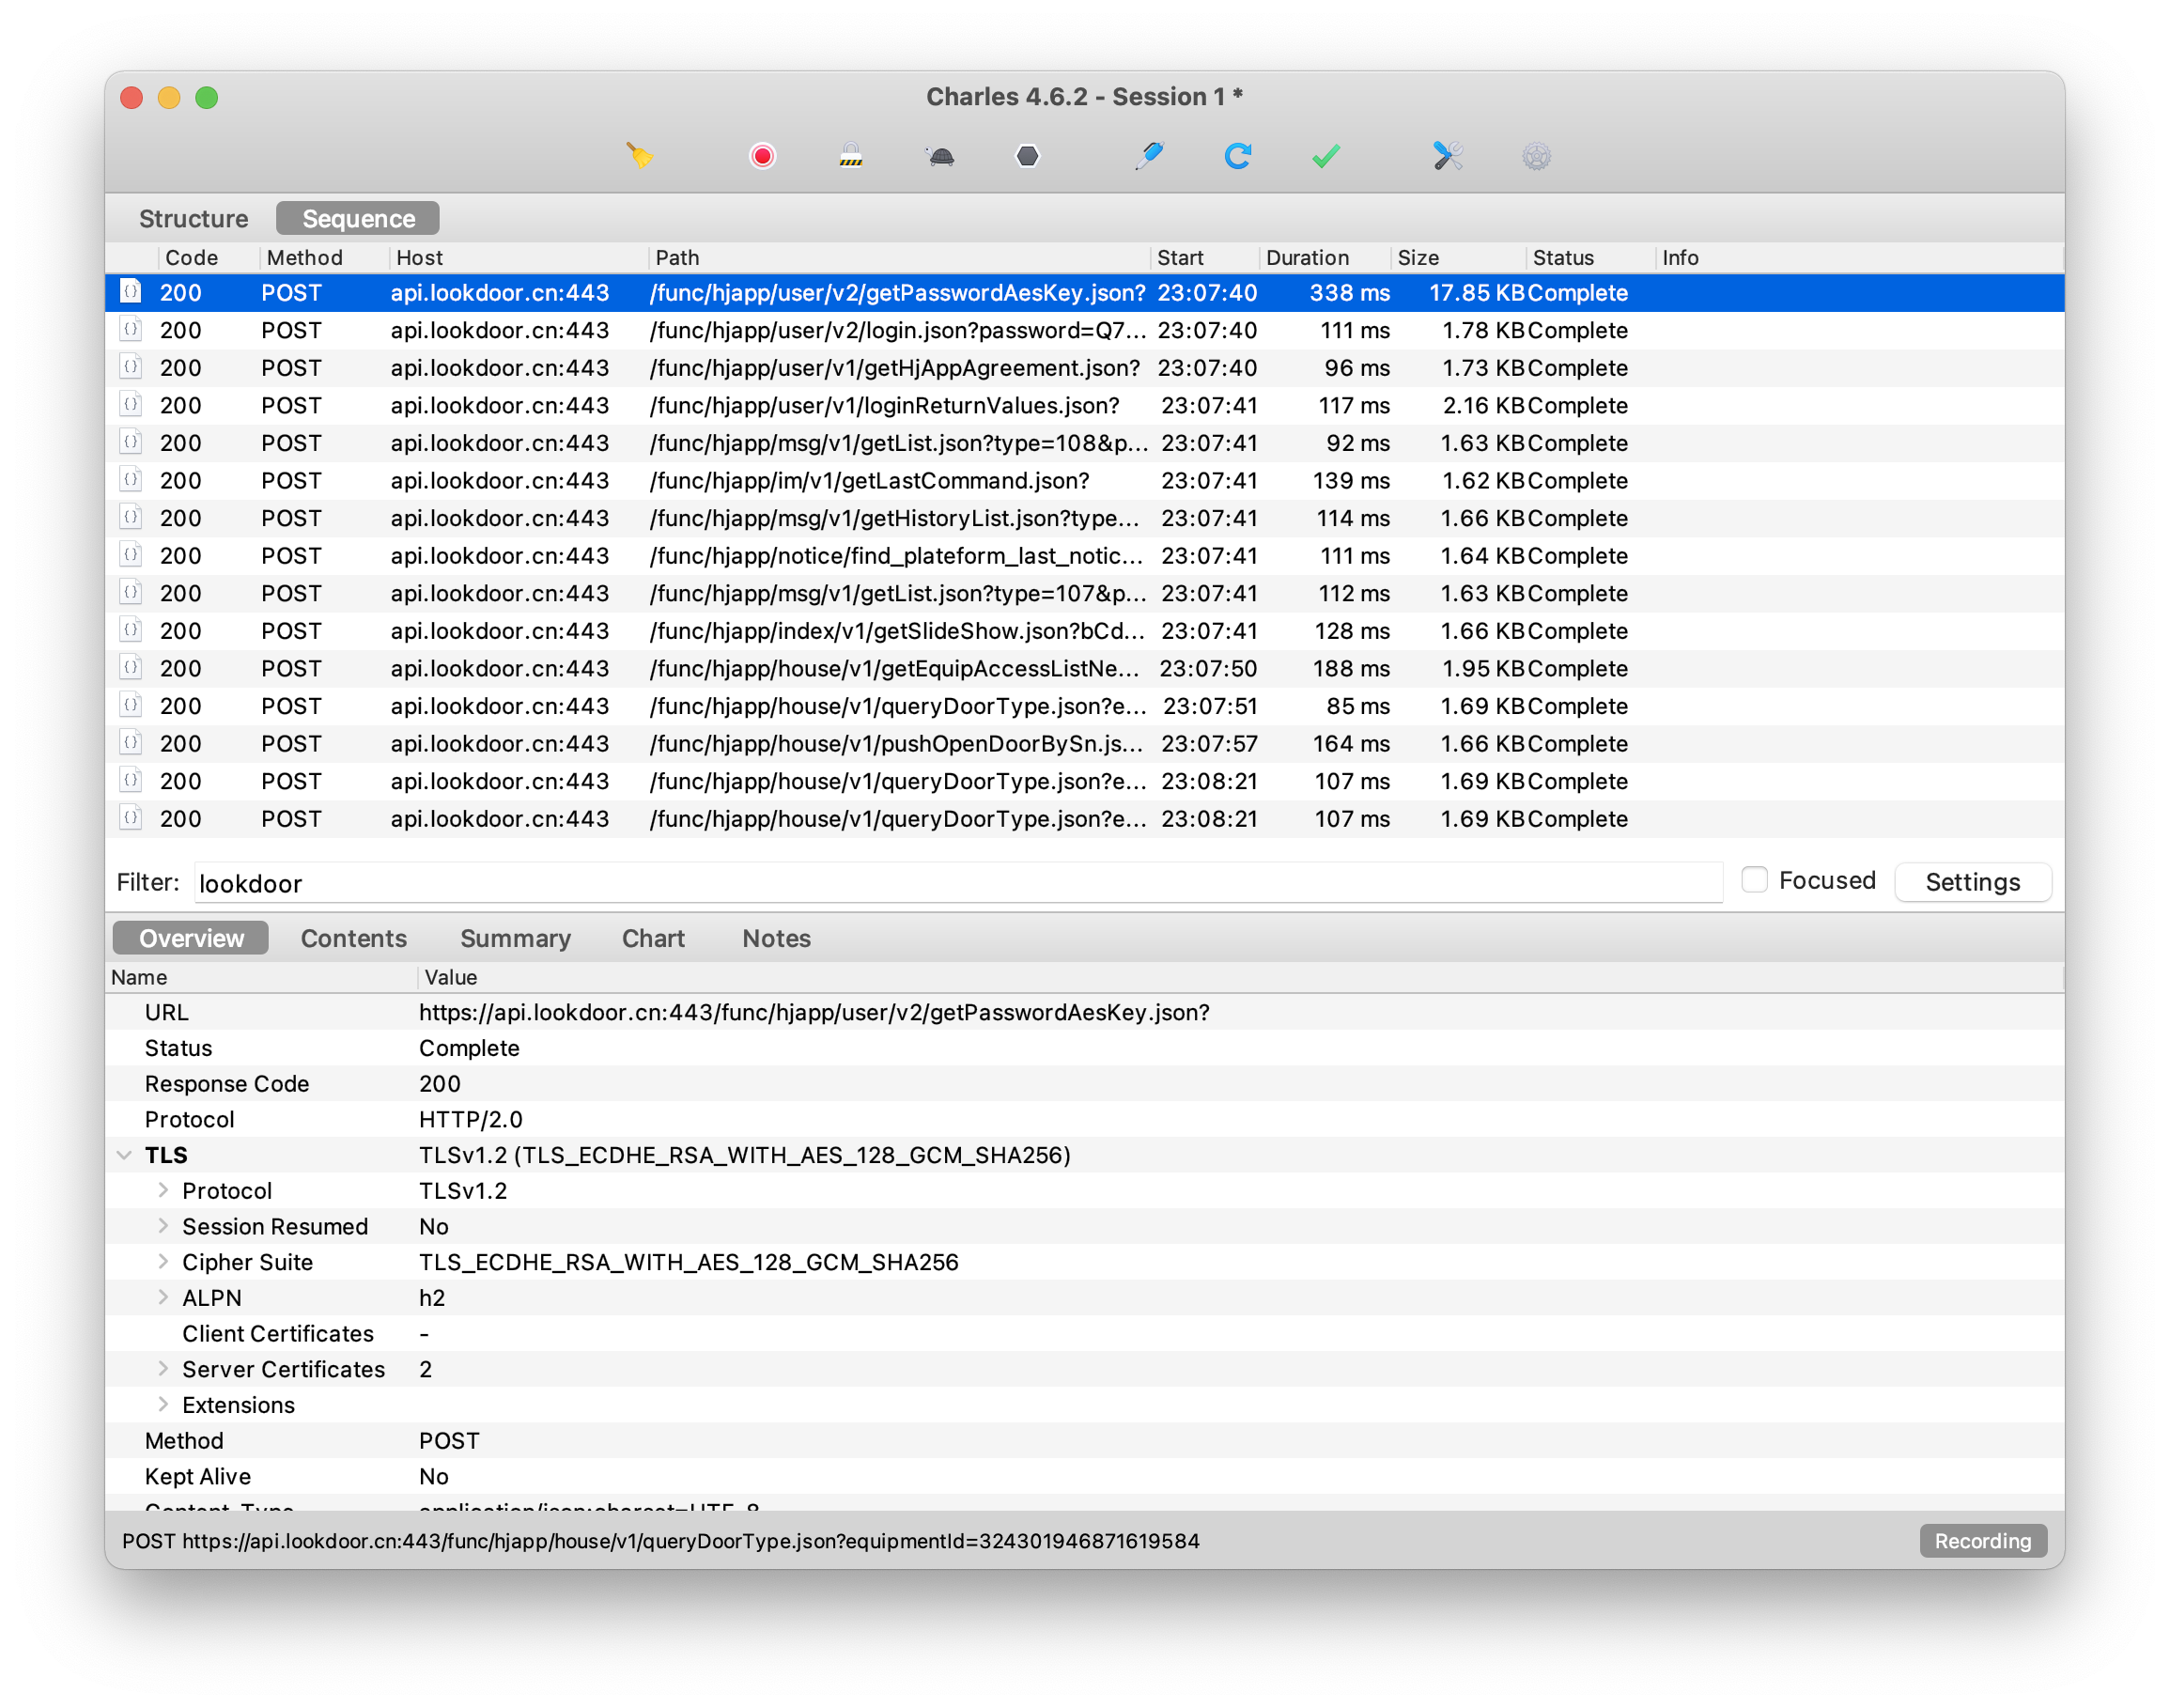 Charles 4.6.2 - Session 1 *
Structure Sequence
Code Method Host Path Start Duration Size Status Info
200 POST api.lookdoor.cn:443 /func/hjapp/user/v2/getPasswordAesKey.json? 23:07:40 338 ms 17.85 KB Complete
200 POST api.lookdoor.cn:443 /func/hjapp/user/v2/login.json?password=Q7... 23:07:40 111 ms 1.78 KB Complete
200 POST api.lookdoor.cn:443 /func/hjapp/user/v1/getHjAppAgreement.json? 23:07:40 96 ms 1.73 KB Complete
200 POST api.lookdoor.cn:443 /func/hjapp/user/v1/loginReturnValues.json? 23:07:41 117 ms 2.16 KB Complete
200 POST api.lookdoor.cn:443 /func/hjapp/msg/v1/getList.json?type=108&p... 23:07:41 92 ms 1.63 KB Complete
200 POST api.lookdoor.cn:443 /func/hjapp/im/v1/getLastCommand.json? 23:07:41 139 ms 1.62 KB Complete
200 POST api.lookdoor.cn:443 /func/hjapp/msg/v1/getHistoryList.json?type... 23:07:41 114 ms 1.66 KB Complete
200 POST api.lookdoor.cn:443 /func/hjapp/notice/find_plateform_last_notic... 23:07:41 111 ms 1.64 KB Complete
200 POST api.lookdoor.cn:443 /func/hjapp/msg/v1/getList.json?type=107&p... 23:07:41 112 ms 1.63 KB Complete
200 POST api.lookdoor.cn:443 /func/hjapp/index/v1/getSlideShow.json?bCd... 23:07:41 128 ms 1.66 KB Complete
200 POST api.lookdoor.cn:443 /func/hjapp/house/v1/getEquipAccessListNe... 23:07:50 188 ms 1.95 KB Complete
200 POST api.lookdoor.cn:443 /func/hjapp/house/v1/queryDoorType.json?e... 23:07:51 85 ms 1.69 KB Complete
200 POST api.lookdoor.cn:443 /func/hjapp/house/v1/pushOpenDoorBySn.js... 23:07:57 164 ms 1.66 KB Complete
200 POST api.lookdoor.cn:443 /func/hjapp/house/v1/queryDoorType.json?e... 23:08:21 107 ms 1.69 KB Complete
200 POST api.lookdoor.cn:443 /func/hjapp/house/v1/queryDoorType.json?e... 23:08:21 107 ms 1.69 KB Complete
Filter: lookdoor Focused Settings
Overview Contents Summary Chart Notes
Name Value
URL https://api.lookdoor.cn:443/func/hjapp/user/v2/getPasswordAesKey.json?
Status Complete
Response Code 200
Protocol HTTP/2.0
TLS TLSv1.2 (TLS_ECDHE_RSA_WITH_AES_128_GCM_SHA256)
Protocol TLSv1.2
Session Resumed No
Cipher Suite TLS_ECDHE_RSA_WITH_AES_128_GCM_SHA256
ALPN h2
Client Certificates -
Server Certificates 2
Extensions
Method POST
Kept Alive No
Content-Type application/json;charset=UTF-8
POST https://api.lookdoor.cn:443/func/hjapp/house/v1/queryDoorType.json?equipmentId=324301946871619584 Recording